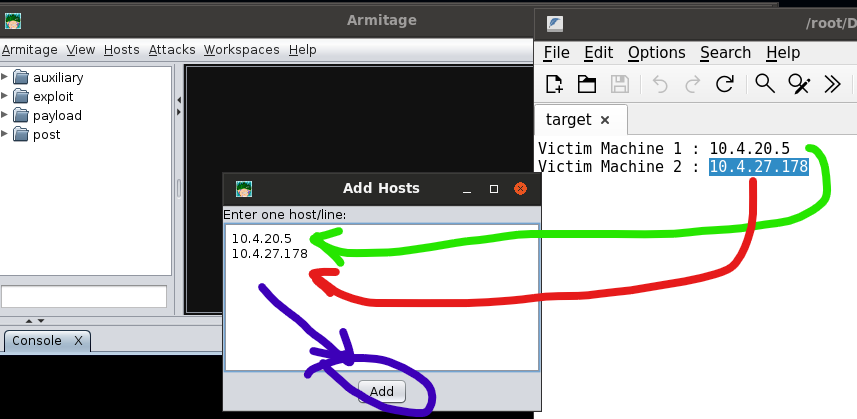 Armitage
Armitage View Hosts Attacks Workspaces Help
auxiliary
exploit
payload
post
Console X
Add Hosts
Enter one host/line:
10.4.20.5
10.4.27.178
Add
/root/D
File Edit Options Search Help
target ×
Victim Machine 1 : 10.4.20.5
Victim Machine 2 : 10.4.27.178